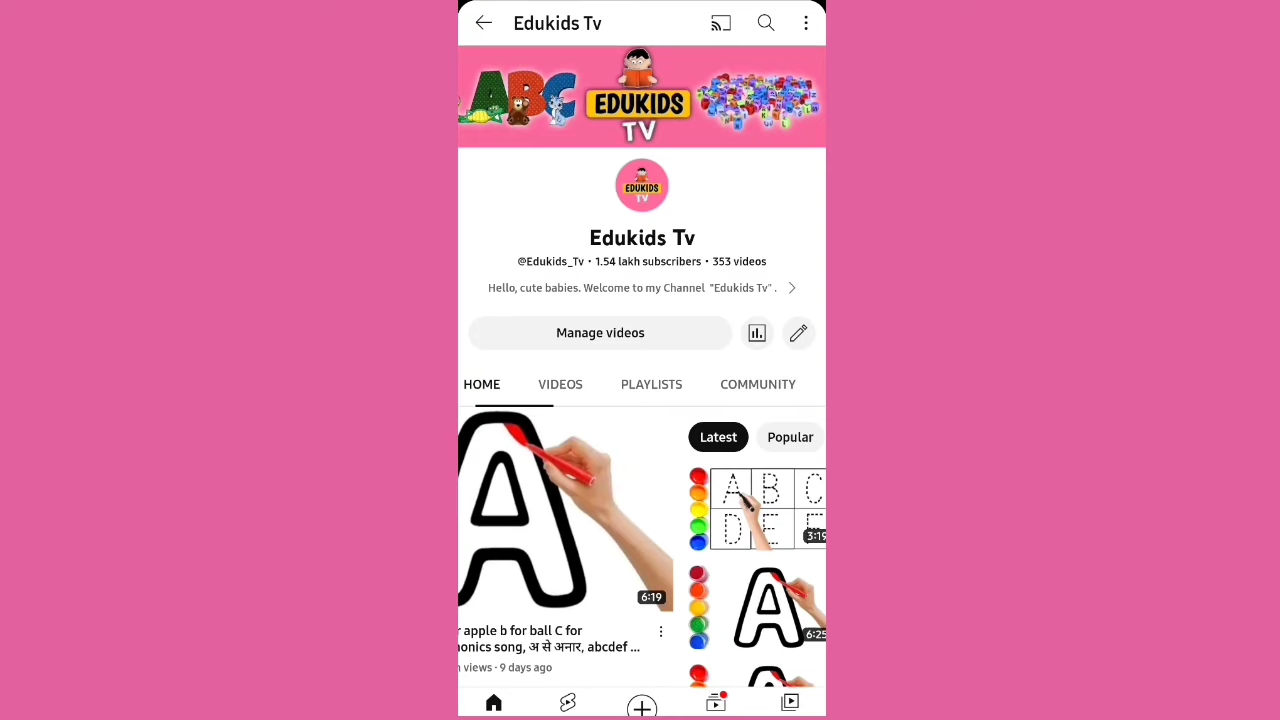 Edukids Tv
ABC
EDUKIDS
TV
EDUKIDS
TV
Edukids Tv
@Edukids_Tv • 1.54 lakh subscribers • 353 videos
Hello, cute babies. Welcome to my Channel "Edukids Tv" .
Manage videos
HOME VIDEOS PLAYLISTS COMMUNITY
A
6:19
apple b for ball C for
song, अ से अनार, abcdef ...
views · 9 days ago
Latest Popular
A B C
D E F
3:19
A
6:25